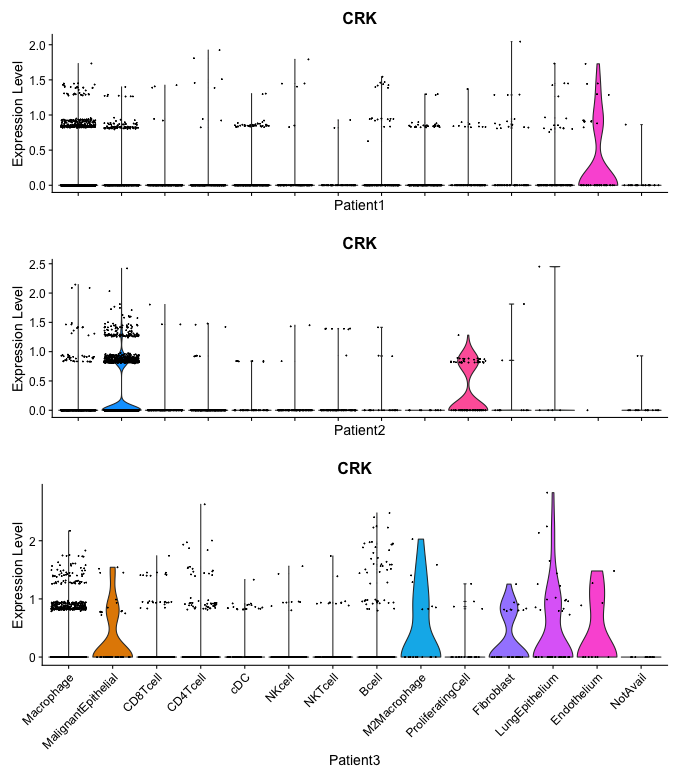 CRK
Expression Level
2.0
1.5
1.0
0.5
0.0
Patient1
CRK
Expression Level
2.5
2.0
1.5
1.0
0.5
0.0
Patient2
CRK
Expression Level
2
1
0
Macrophage
MalignantEpithelial
CD8Tcell
CD4Tcell
cDC
NKcell
NKTcell
Bcell
M2Macrophage
ProliferatingCell
Fibroblast
LungEpithelium
Endothelium
NotAvail
Patient3